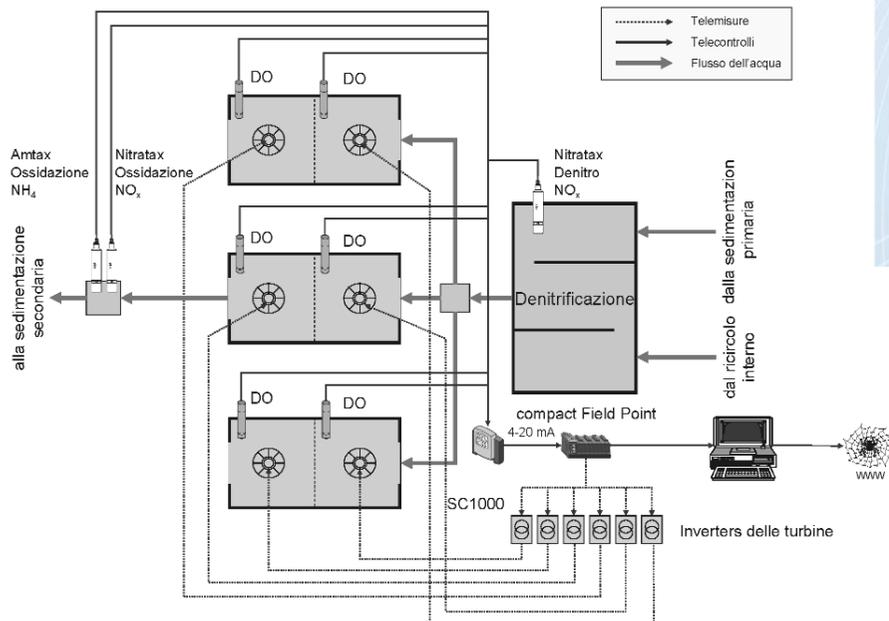 Telemisure
Telecontrolli
Flusso dell'acqua
DO
DO
Amtax
Ossidazione
NH4
Nitratax
Ossidazione
NOx
Nitratax
Denitro
NOx
DO
DO
alla sedimentazione
secondaria
Denitrificazione
dalla sedimentazion
primaria
dal ricircolo
interno
DO
DO
compact Field Point
4-20 mA
SC1000
www
Inverters delle turbine